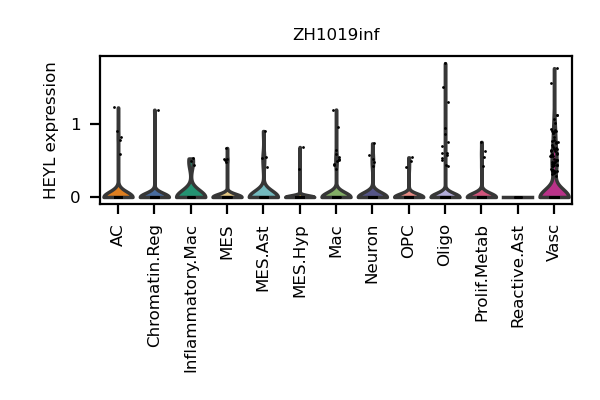 ZH1019inf
HEYL expression
1
0
AC
Chromatin.Reg
Inflammatory.Mac
MES
MES.Ast
MES.Hyp
Mac
Neuron
OPC
Oligo
Prolif.Metab
Reactive.Ast
Vasc